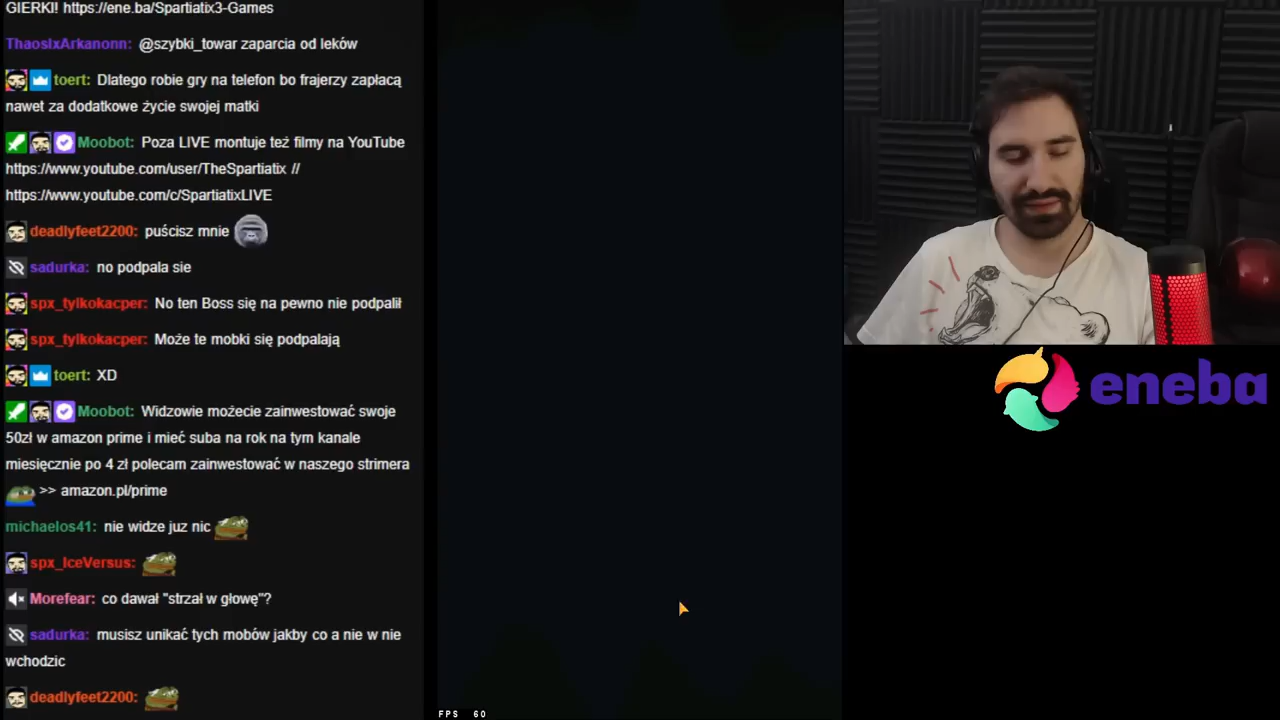 GIERKI! https://ene.ba/Spartiatix3-Games
ThaosIxArkanonn: @szybki_towar zaparcia od leków
toert: Dlatego robie gry na telefon bo frajerzy zapłacą
nawet za dodatkowe życie swojej matki
Moobot: Poza LIVE montuje też filmy na YouTube
https://www.youtube.com/user/TheSpartiatix //
https://www.youtube.com/c/SpartiatixLIVE
deadlyfeet2200: puścisz mnie
sadurka: no podpala sie
spx_tylkokacper: No ten Boss się na pewno nie podpalił
spx_tylkokacper: Może te mobki się podpalają
toert: XD
Moobot: Widzowie możecie zainwestować swoje
50zł w amazon prime i mieć suba na rok na tym kanale
miesięcznie po 4 zł polecam zainwestować w naszego strimera
>> amazon.pl/prime
michaelos41: nie widze juz nic
spx_IceVersus:
Morefear: co dawał "strzał w głowę"?
sadurka: musisz unikać tych mobów jakby co a nie w nie
wchodzic
deadlyfeet2200:
FPS 60
eneba